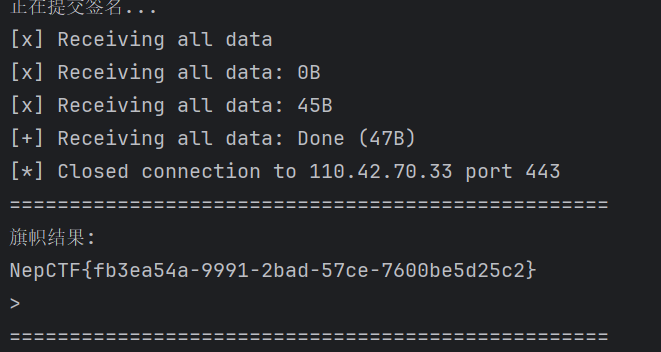 正在提交签名...
[x] Receiving all data
[x] Receiving all data: 0B
[x] Receiving all data: 45B
[+] Receiving all data: Done (47B)
[*] Closed connection to 110.42.70.33 port 443
==================================================
旗帜结果:
NepCTF{fb3ea54a-9991-2bad-57ce-7600be5d25c2}
>
==================================================